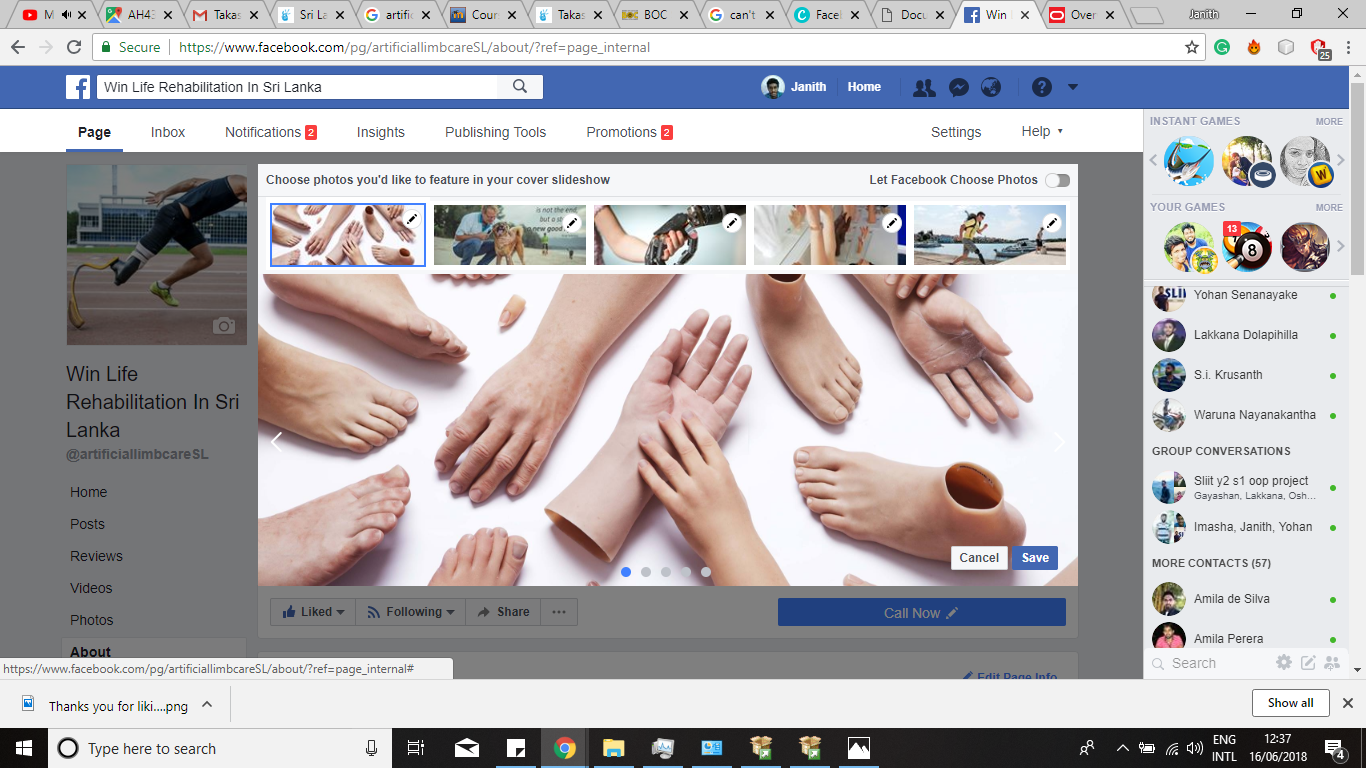 M
AH43
Takas
Sri La
artific
Cour
Takas
BOC
can't
Facel
Docu
Win
Over
Janith
Secure
https://www.facebook.com/pg/artificiallimbcareSL/about/?ref=page_internal
25
Win Life Rehabilitation In Sri Lanka
Janith
Home
Page
Inbox
Notifications 2
Insights
Publishing Tools
Promotions 2
Settings
Help
Choose photos you'd like to feature in your cover slideshow
Let Facebook Choose Photos
is not the end
but a
new good
Win Life
Rehabilitation In Sri
Lanka
@artificiallimbcareSL
Home
Posts
Reviews
Videos
Photos
About
Cancel
Save
Liked
Following
Share
Call Now
Edit Page Info
INSTANT GAMES
MORE
W
YOUR GAMES
MORE
13
8
Yohan Senanayake
Lakkana Dolapihilla
S.i. Krusanth
Waruna Nayanakantha
GROUP CONVERSATIONS
Sliit y2 s1 oop project
Gayashan, Lakkana, Osh...
Imasha, Janith, Yohan
MORE CONTACTS (57)
Amila de Silva
Amila Perera
Search
https://www.facebook.com/pg/artificiallimbcareSL/about/?ref=page_internal#
Thanks you for liki....png
Show all
Type here to search
ENG
INTL
12:37
16/06/2018
4